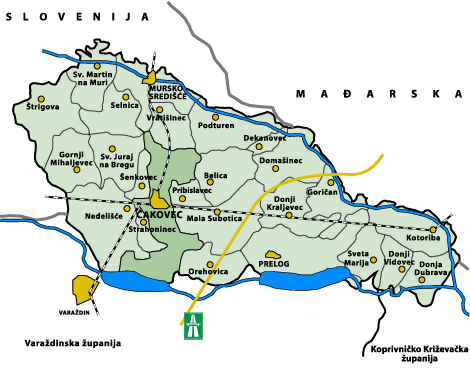 SLOVENIJA
MAĐARSKA
Sv. Martin
na Muri
MURSKO
SREDIŠĆE
Štrigova
Selnica
Vratišinec
Podturen
Dekanovec
Gornji
Mihaljevec
Sv. Juraj
na Bregu
Domašinec
Šenkovec
Belica
Pribislavec
Goričan
Nedelišće
ČAKOVEC
Mala Subotica
Donji
Kraljevec
Strahoninec
Kotoriba
Orehovica
PRELOG
Sveta
Marija
Donji
Vidovec
Donja
Dubrava
VARAŽDIN
Varaždinska županija
Koprivničko Križevačka
županija